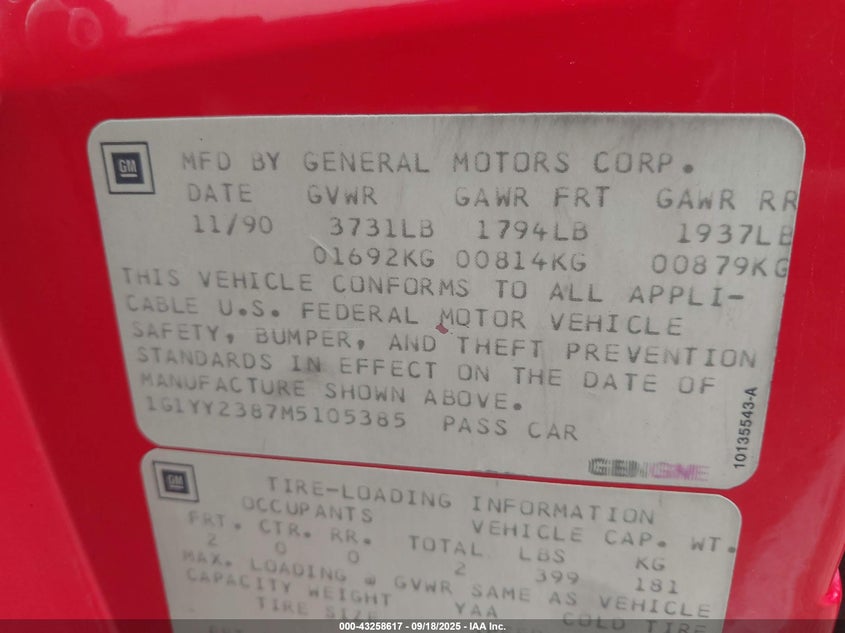 GM
MFD BY GENERAL MOTORS CORP.
DATE GVWR GAWR FRT GAWR RR
11/90 3731LB 1794LB 1937LB
01692KG 00814KG 00879KG
THIS VEHICLE CONFORMS TO ALL APPLI-
CABLE U.S. FEDERAL MOTOR VEHICLE
SAFETY, BUMPER, AND THEFT PREVENTION
STANDARDS IN EFFECT ON THE DATE OF
MANUFACTURE SHOWN ABOVE.
1G1YY2387M5105385 PASS CAR
10135543-A
GM
TIRE-LOADING INFORMATION
OCCUPANTS VEHICLE CAP. WT.
FRT. CTR. RR. TOTAL LBS KG
2 0 0 2 399 181
MAX. LOADING @ GVWR SAME AS VEHICLE
CAPACITY WEIGHT YAA COLD TIRE
TIRE SIZE
000-43258617 - 09/18/2025 - IAA Inc.